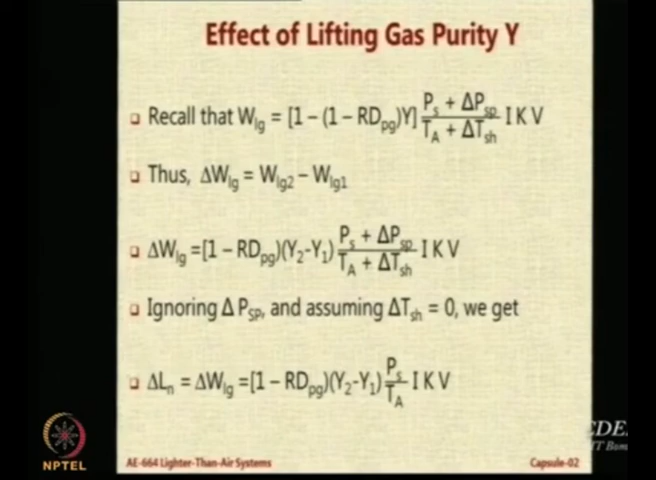 Effect of Lifting Gas Purity Y
Recall that W_lg = [1 – (1 – RD_pg)Y] (P_s + ΔP_sp)/(T_A + ΔT_sh) I K V
Thus, ΔW_lg = W_lg2 – W_lg1
ΔW_lg =[1 – RD_pg)(Y_2-Y_1) (P_s + ΔP_sp)/(T_A + ΔT_sh) I K V
Ignoring Δ P_SP, and assuming ΔT_sh = 0, we get
ΔL_n = ΔW_lg =[1 – RD_pg)(Y_2-Y_1) P_s/T_A I K V
NPTEL
AE-664 Lighter-Than-Air Systems
Capsule-02